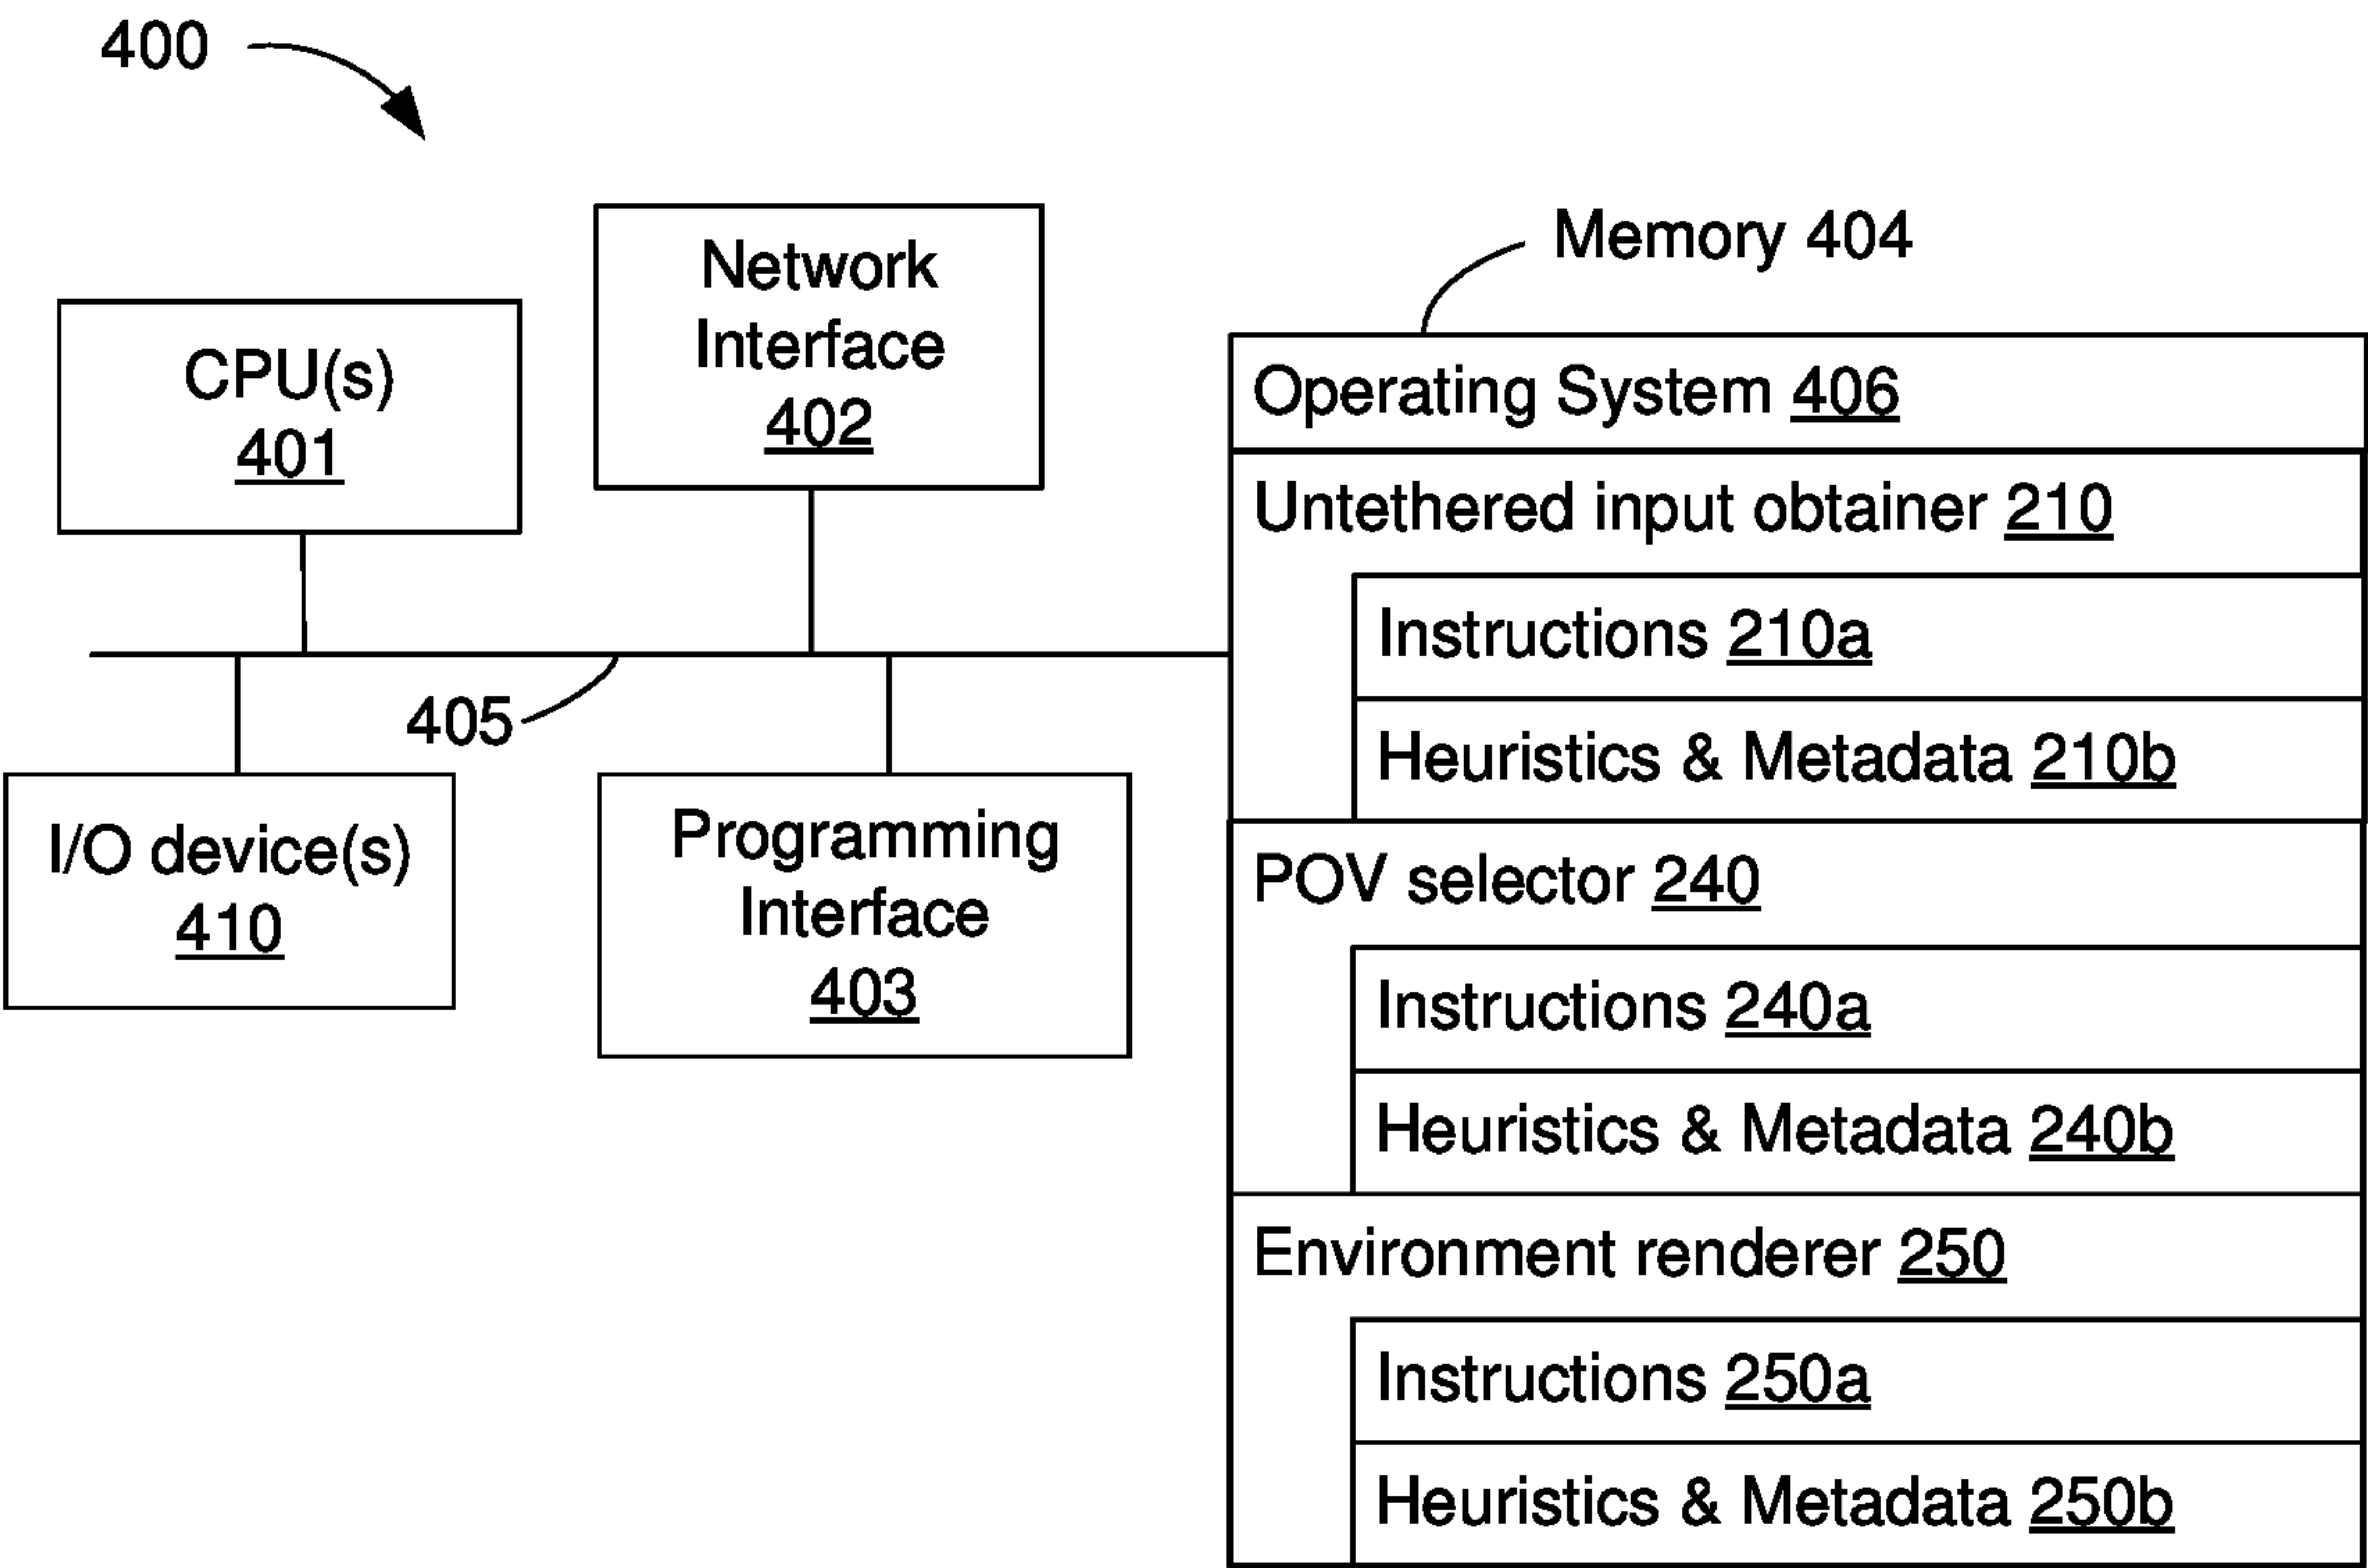 400
CPU(s)
401
Network
Interface
402
405
I/O device(s)
410
Programming
Interface
403
Memory 404
Operating System 406
Untethered input obtainer 210
Instructions 210a
Heuristics & Metadata 210b
POV selector 240
Instructions 240a
Heuristics & Metadata 240b
Environment renderer 250
Instructions 250a
Heuristics & Metadata 250b